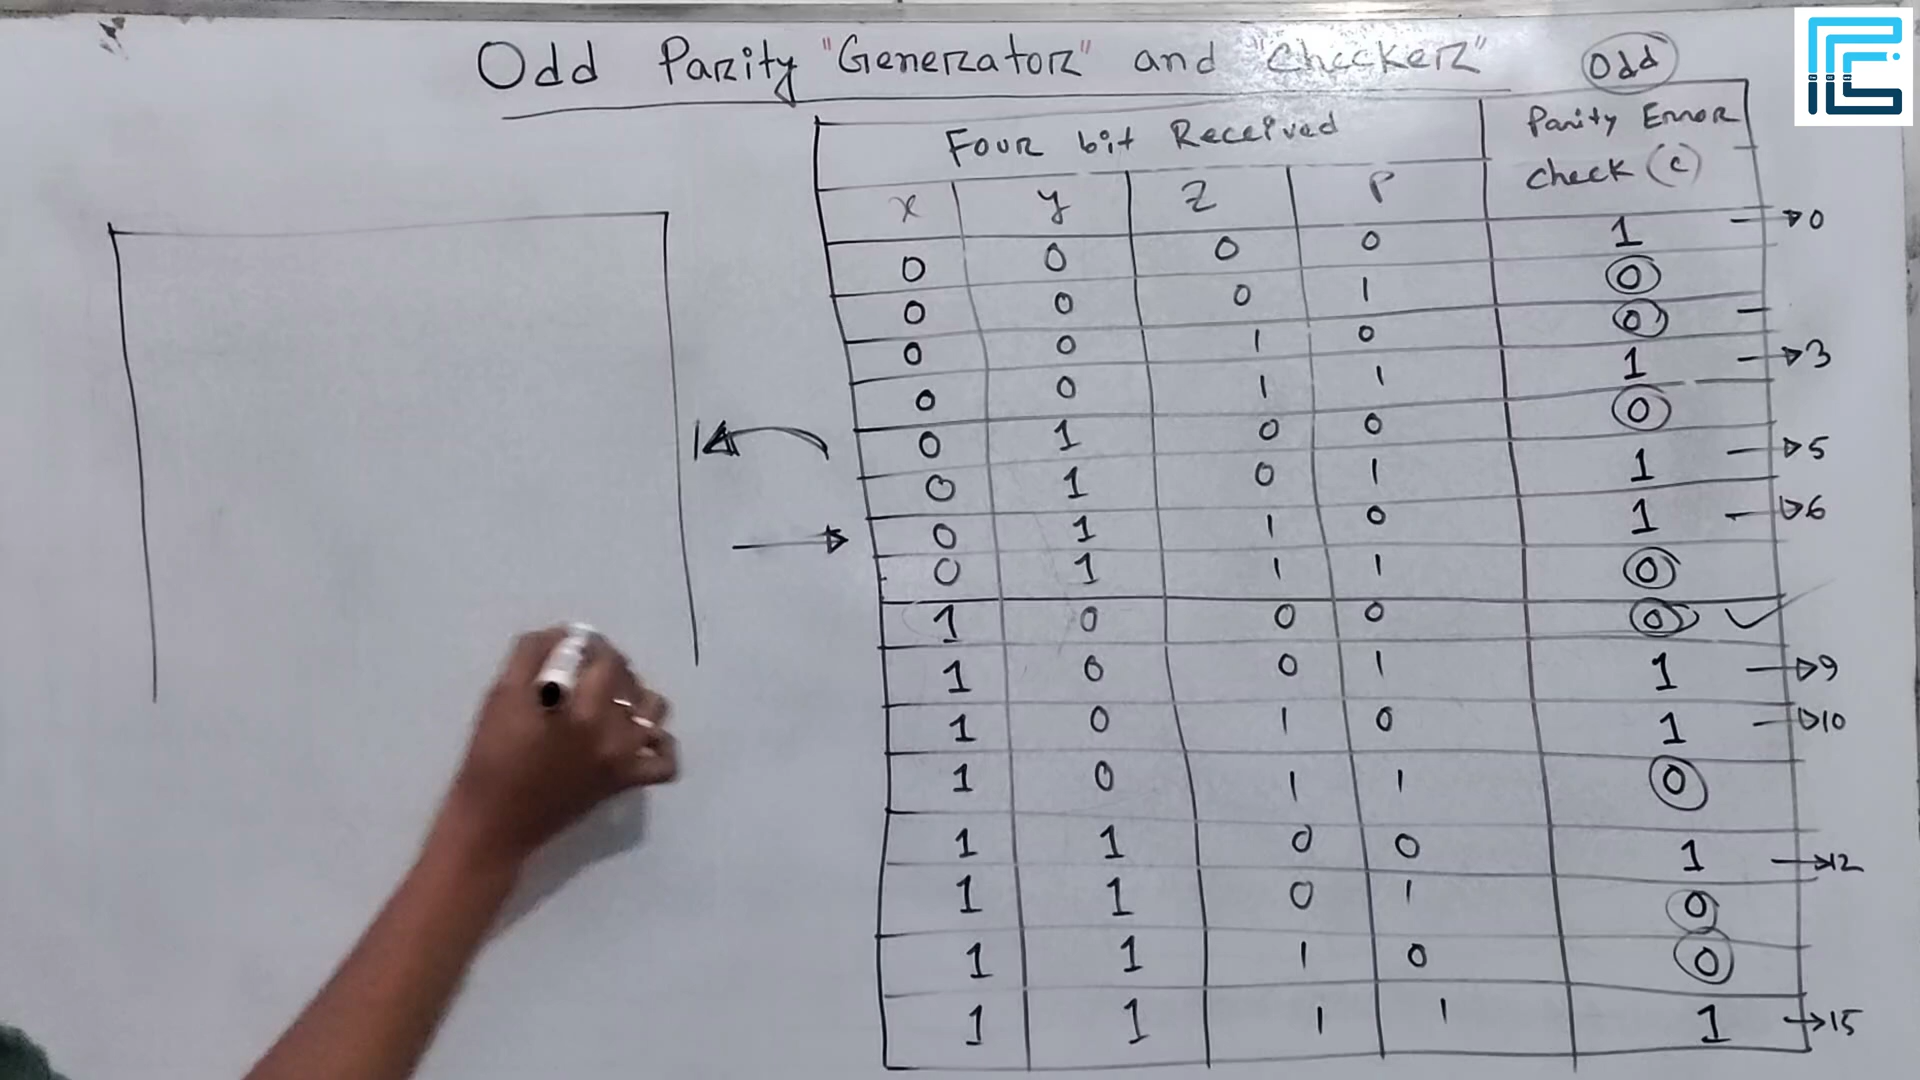 Odd Parity "Generator" and "Checker"
Odd
Four bit Received
Parity Error
check (c)
x y z P
0 0 0 0 1 → 0
0 0 0 1 0
0 0 1 0 0
0 0 1 1 1 → 3
0 1 0 0 0
0 1 0 1 1 → 5
0 1 1 0 1 → 6
0 1 1 1 0
1 0 0 0 0 ✓
1 0 0 1 1 → 9
1 0 1 0 1 → 10
1 0 1 1 0
1 1 0 0 1 → 12
1 1 0 1 0
1 1 1 0 0
1 1 1 1 1 → 15